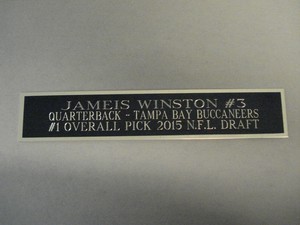 JAMEIS WINSTON #3
QUARTERBACK - TAMPA BAY BUCCANEERS
#1 OVERALL PICK 2015 N.F.L. DRAFT